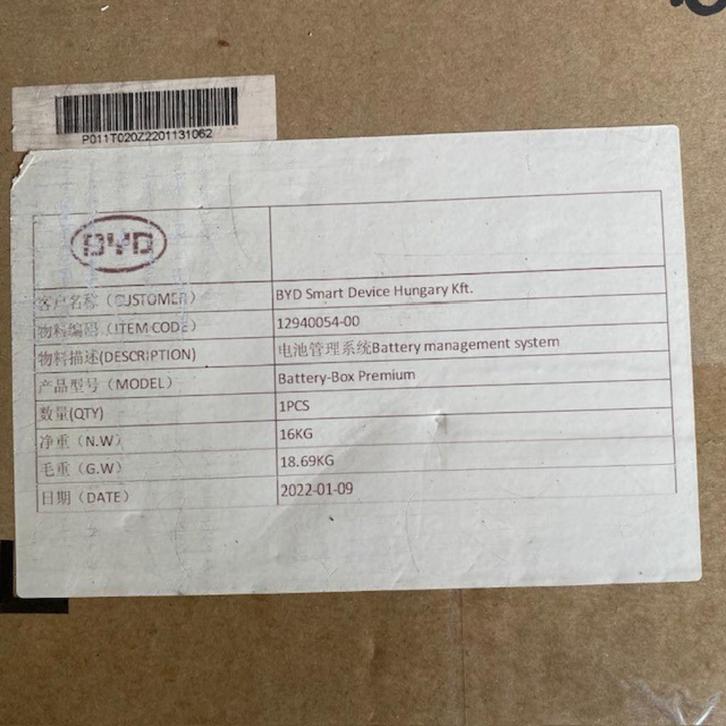 P011T020Z2201131062
BYD
客户名称（CUSTOMER） BYD Smart Device Hungary Kft.
物料编码（ITEM CODE） 12940054-00
物料描述(DESCRIPTION) 电池管理系统Battery management system
产品型号（MODEL） Battery-Box Premium
数量(QTY) 1PCS
净重（N.W） 16KG
毛重（G.W） 18.69KG
日期（DATE） 2022-01-09